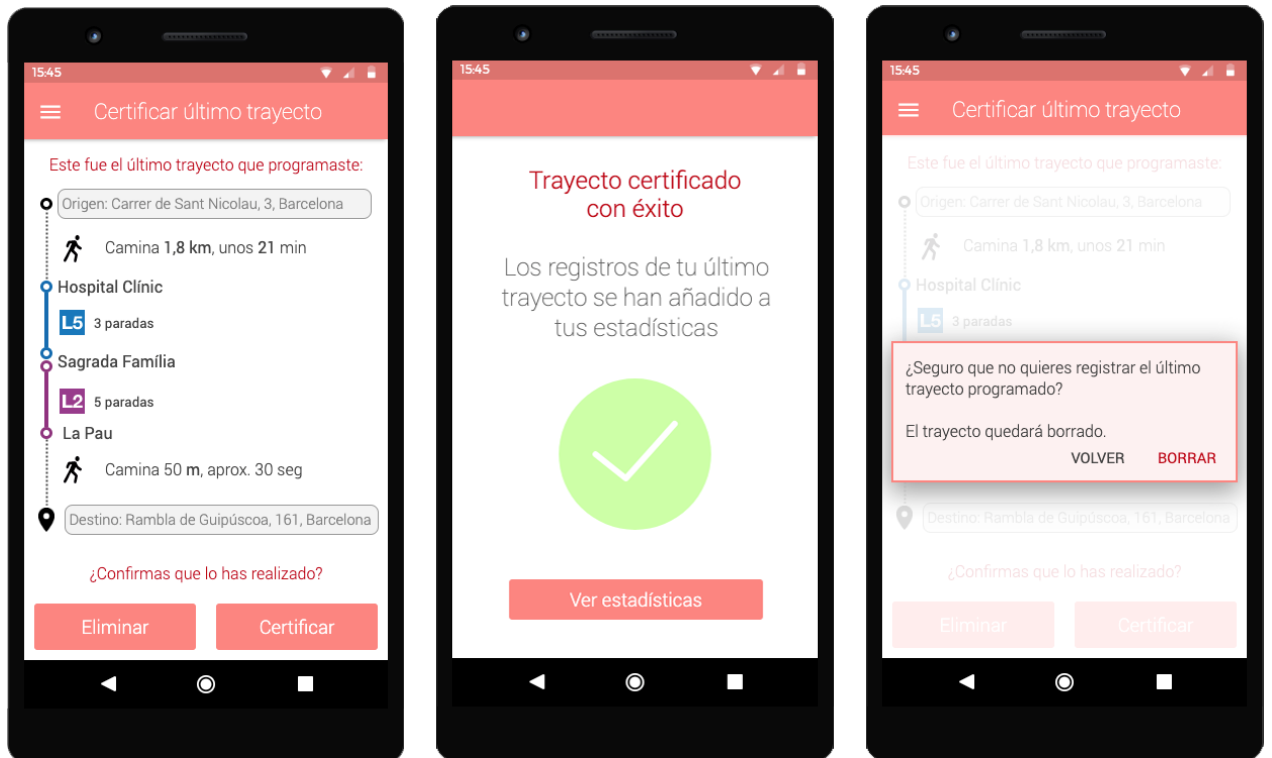 15:45
Certificar último trayecto
Este fue el último trayecto que programaste:
Origen: Carrer de Sant Nicolau, 3, Barcelona
Camina 1,8 km, unos 21 min
Hospital Clínic
L5 3 paradas
Sagrada Família
L2 5 paradas
La Pau
Camina 50 m, aprox. 30 seg
Destino: Rambla de Guipúscoa, 161, Barcelona
¿Confirmas que lo has realizado?
Eliminar Certificar
15:45
Trayecto certificado
con éxito
Los registros de tu último
trayecto se han añadido a
tus estadísticas
Ver estadísticas
15:45
Certificar último trayecto
Este fue el último trayecto que programaste:
Origen: Carrer de Sant Nicolau, 3, Barcelona
Camina 1,8 km, unos 21 min
Hospital Clínic
L5 3 paradas
¿Seguro que no quieres registrar el último
trayecto programado?
El trayecto quedará borrado.
VOLVER BORRAR
Destino: Rambla de Guipúscoa, 161, Barcelona
¿Confirmas que lo has realizado?
Eliminar Certificar